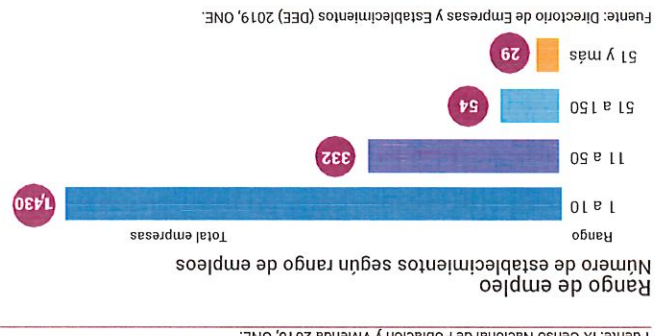 Fuente: IX Censo Nacional de Población y Vivienda 2010, ONE.
Rango de empleo
Número de establecimientos según rango de empleos
Rango Total empresas
1 a 10 1,430
11 a 50 332
51 a 150 54
51 y más 29
Fuente: Directorio de Empresas y Establecimientos (DEE) 2019, ONE.